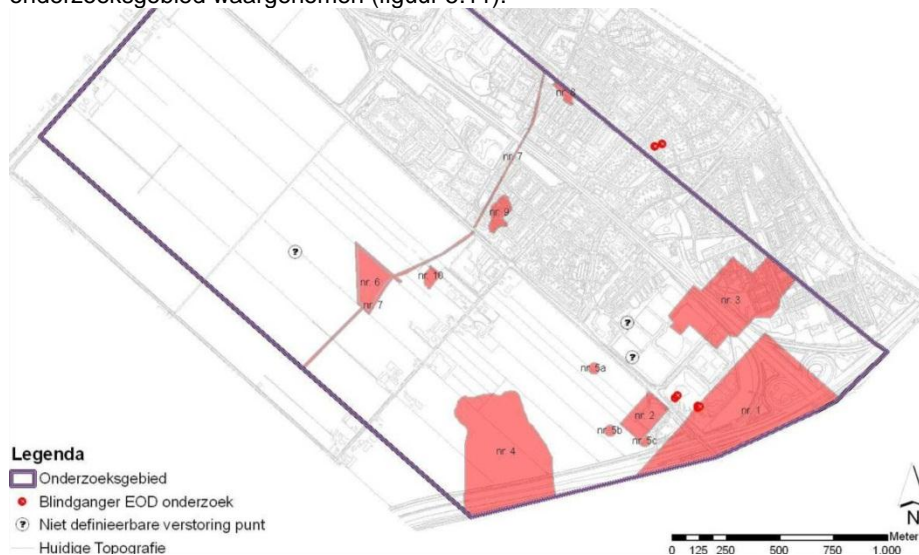 onderzoeksgebied waargenomen (figuur 3.11).
nr. 8
nr. 7
nr. 9
nr. 10
nr. 6
nr. 7
nr. 3
nr. 5a
nr. 2
nr. 1
nr. 5b
nr. 5c
nr. 4
Legenda
Onderzoeksgebied
Blindganger EOD onderzoek
Niet definieerbare verstoring punt
Huidige Topografie
N
Meter
0 125 250 500 750 1.000